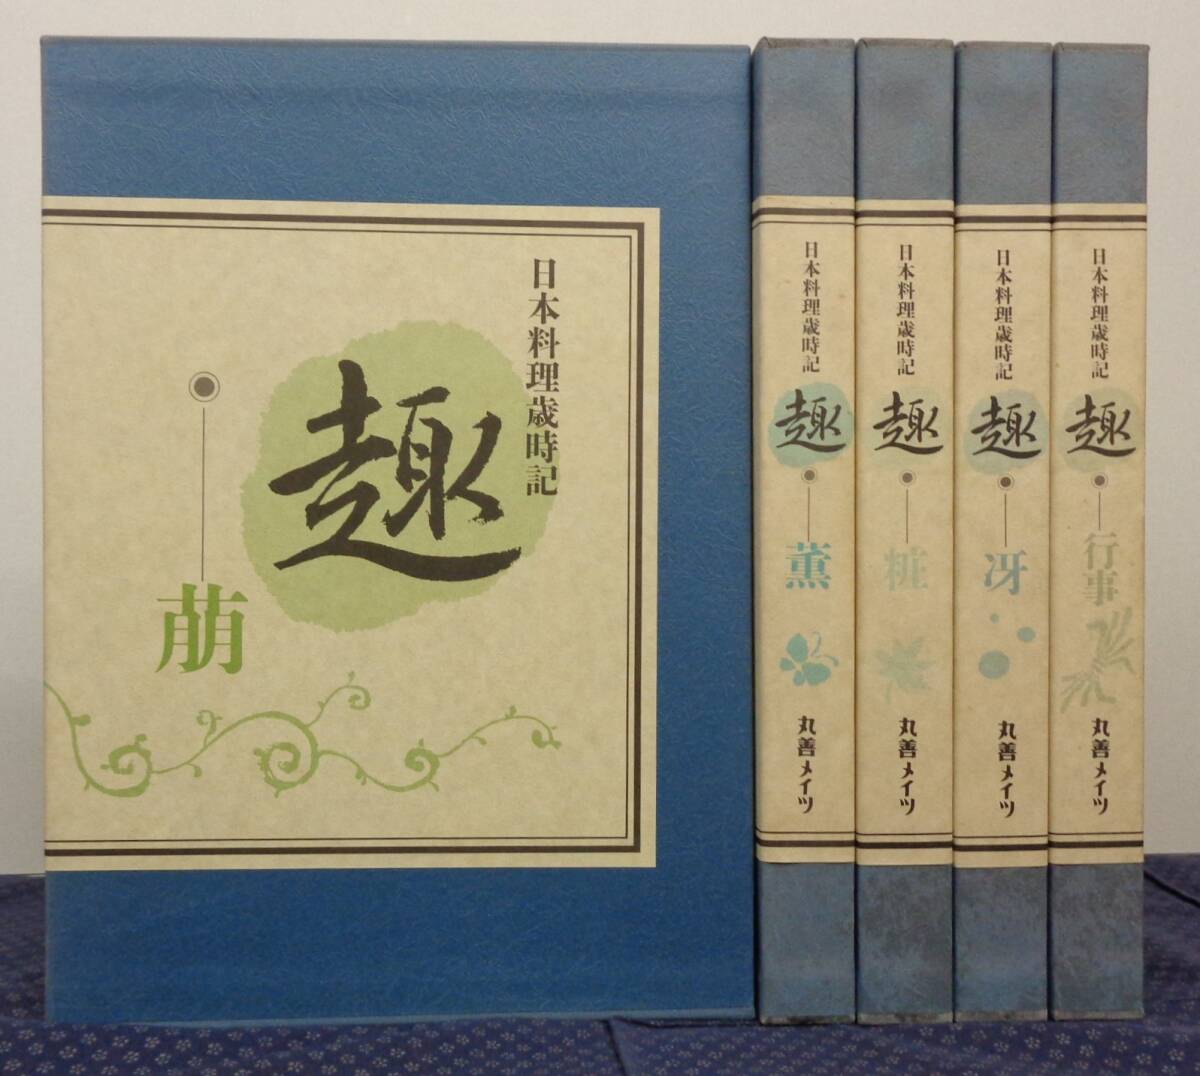 日本料理歳時記
趣
萠
日本料理歳時記
趣
薫
丸善メイツ
日本料理歳時記
趣
粧
丸善メイツ
日本料理歳時記
趣
冴
丸善メイツ
日本料理歳時記
趣
行事
丸善メイツ